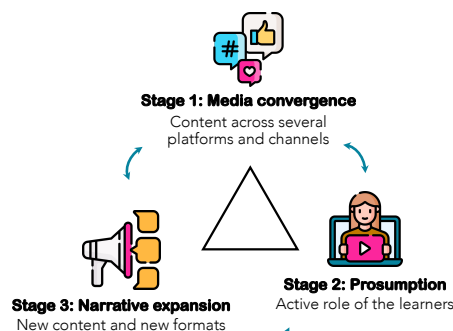 #
Stage 1: Media convergence
Content across several
platforms and channels
Stage 2: Prosumption
Active role of the learners
Stage 3: Narrative expansion
New content and new formats